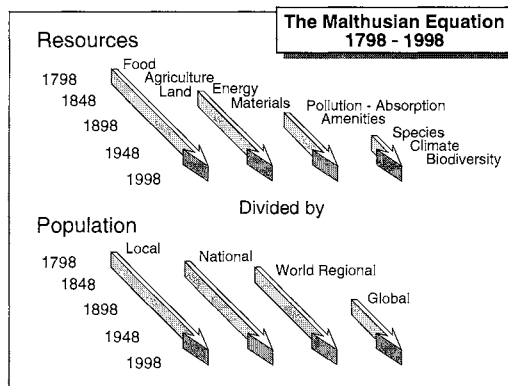 The Malthusian Equation
1798 - 1998
Resources
1798
1848
1898
1948
1998
Food
Agriculture
Land
Energy
Materials
Pollution - Absorption
Amenities
Species
Climate
Biodiversity
Divided by
Population
1798
1848
1898
1948
1998
Local
National
World Regional
Global